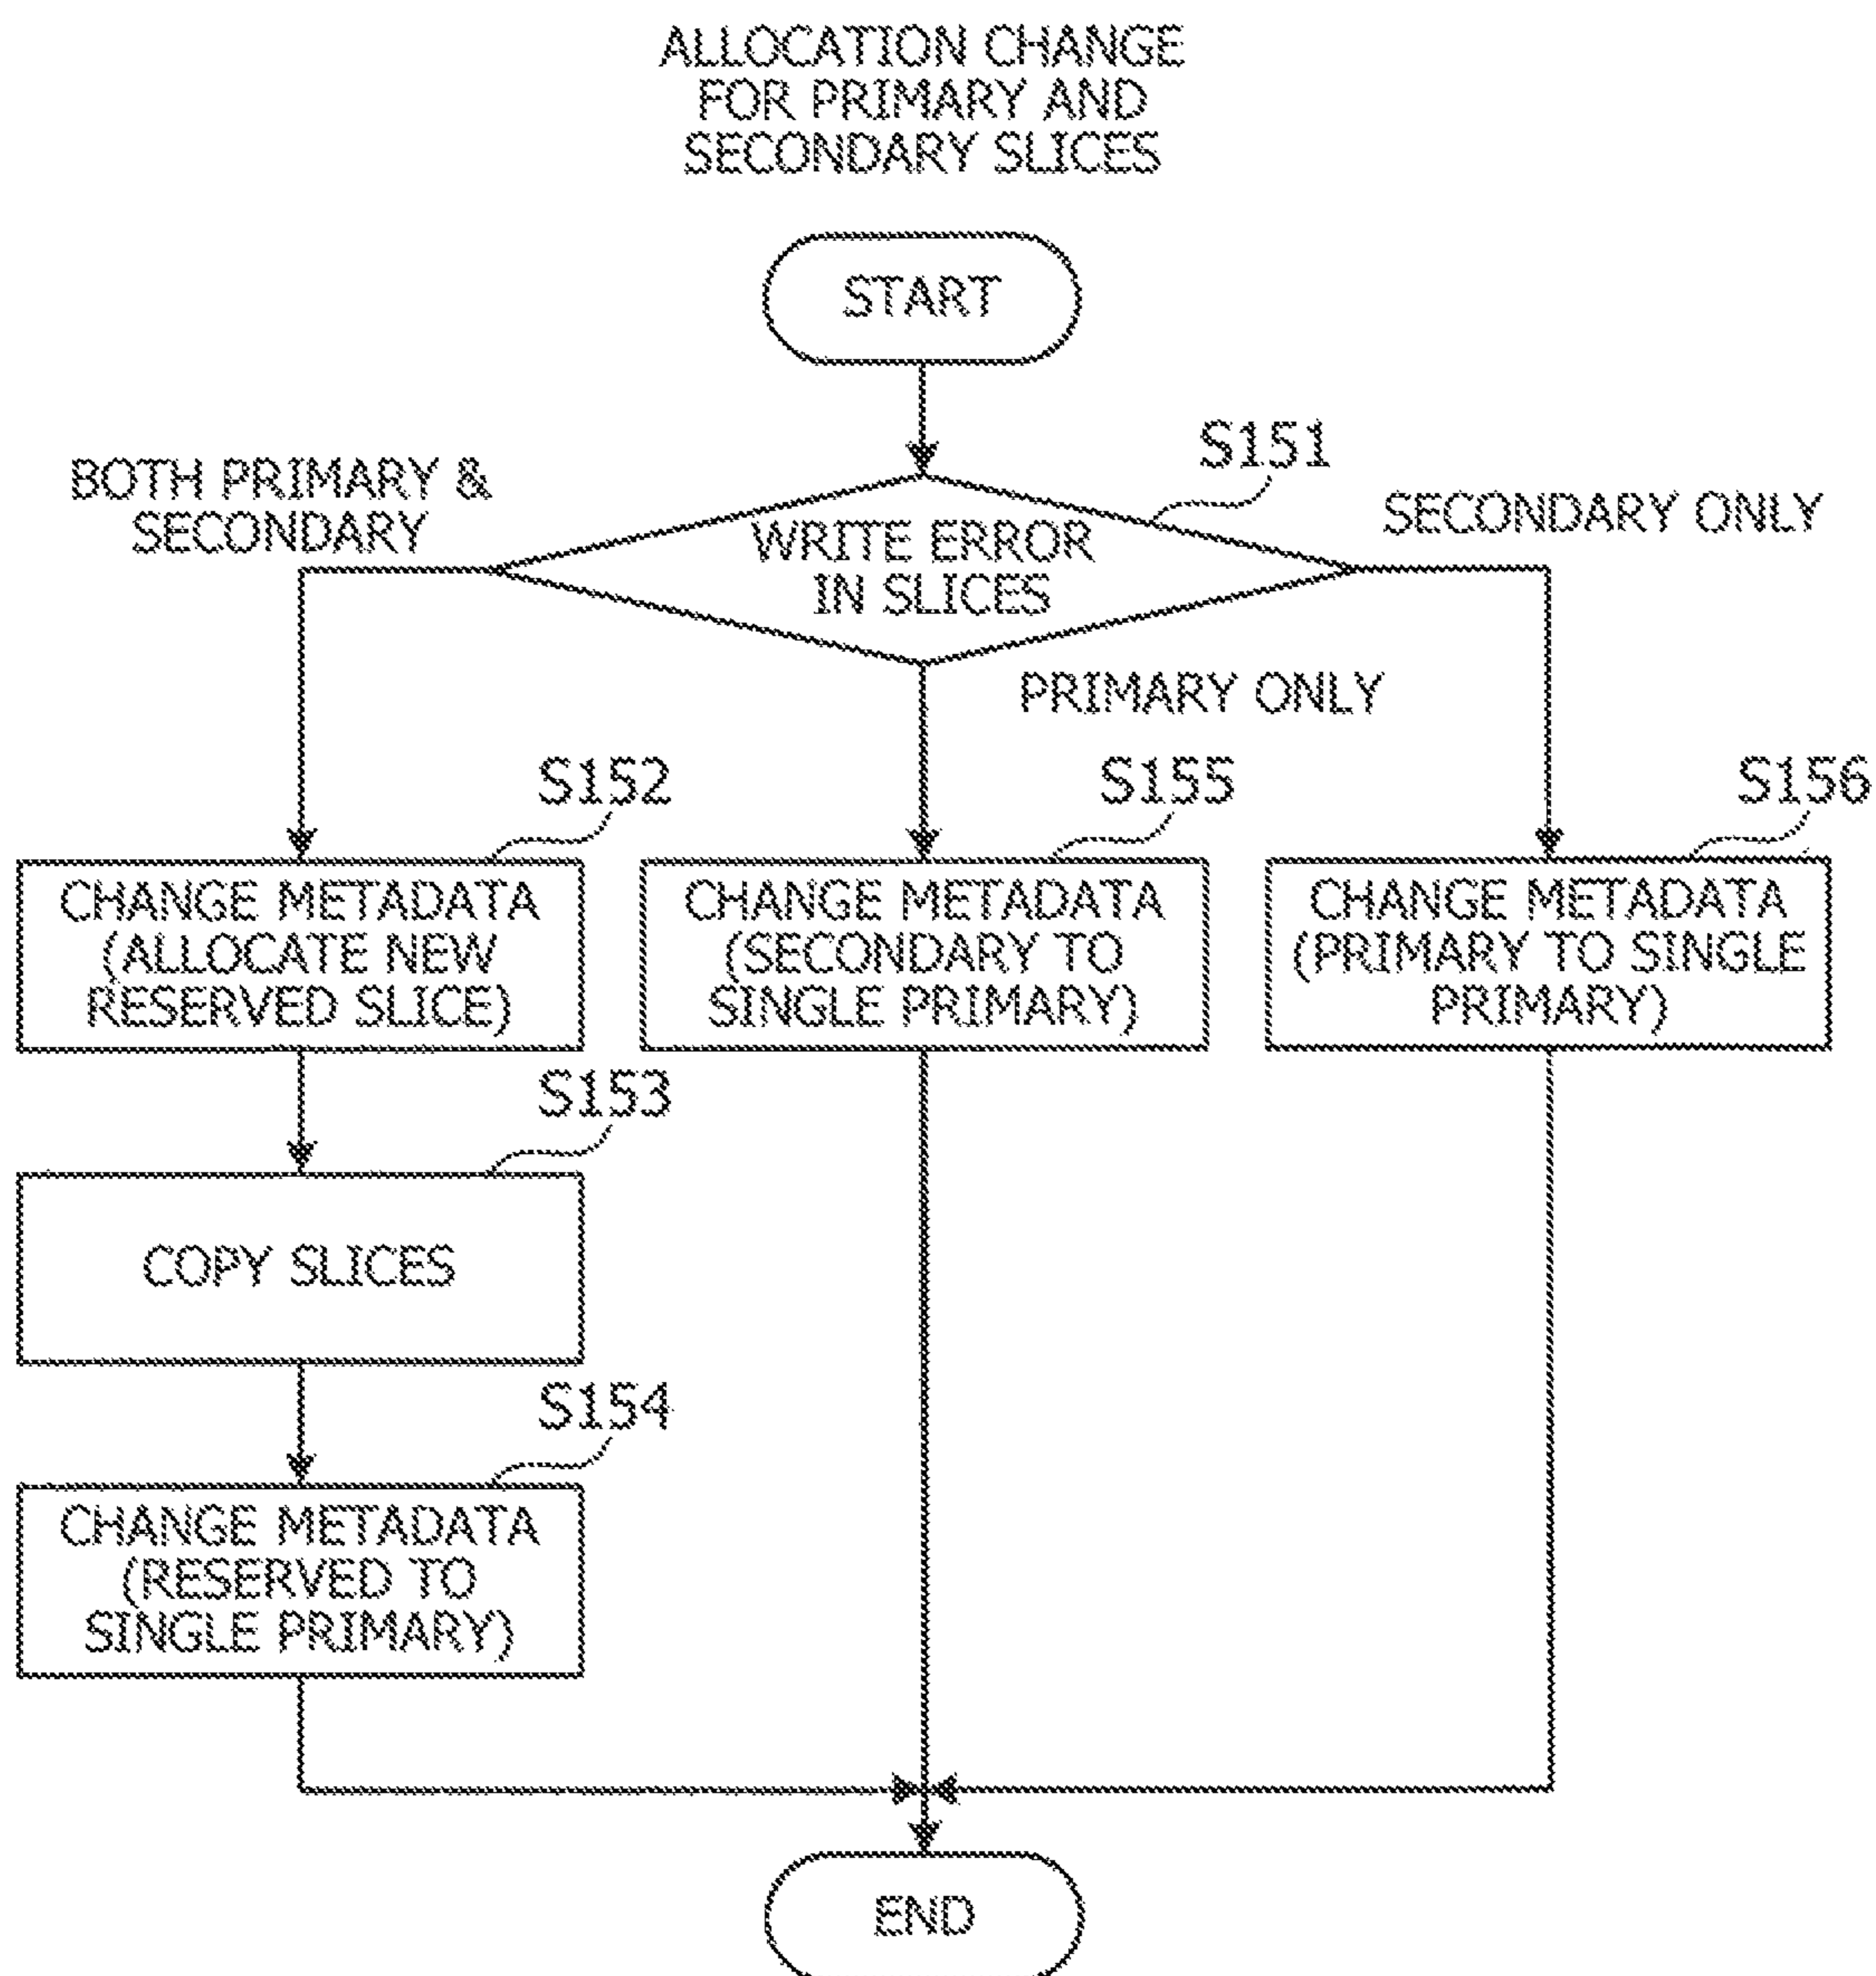 ALLOCATION CHANGE
FOR PRIMARY AND
SECONDARY SLICES
START
S151
BOTH PRIMARY &
SECONDARY
WRITE ERROR
IN SLICES
SECONDARY ONLY
PRIMARY ONLY
S152
CHANGE METADATA
(ALLOCATE NEW
RESERVED SLICE)
S155
CHANGE METADATA
(SECONDARY TO
SINGLE PRIMARY)
S156
CHANGE METADATA
(PRIMARY TO SINGLE
PRIMARY)
S153
COPY SLICES
S154
CHANGE METADATA
(RESERVED TO
SINGLE PRIMARY)
END